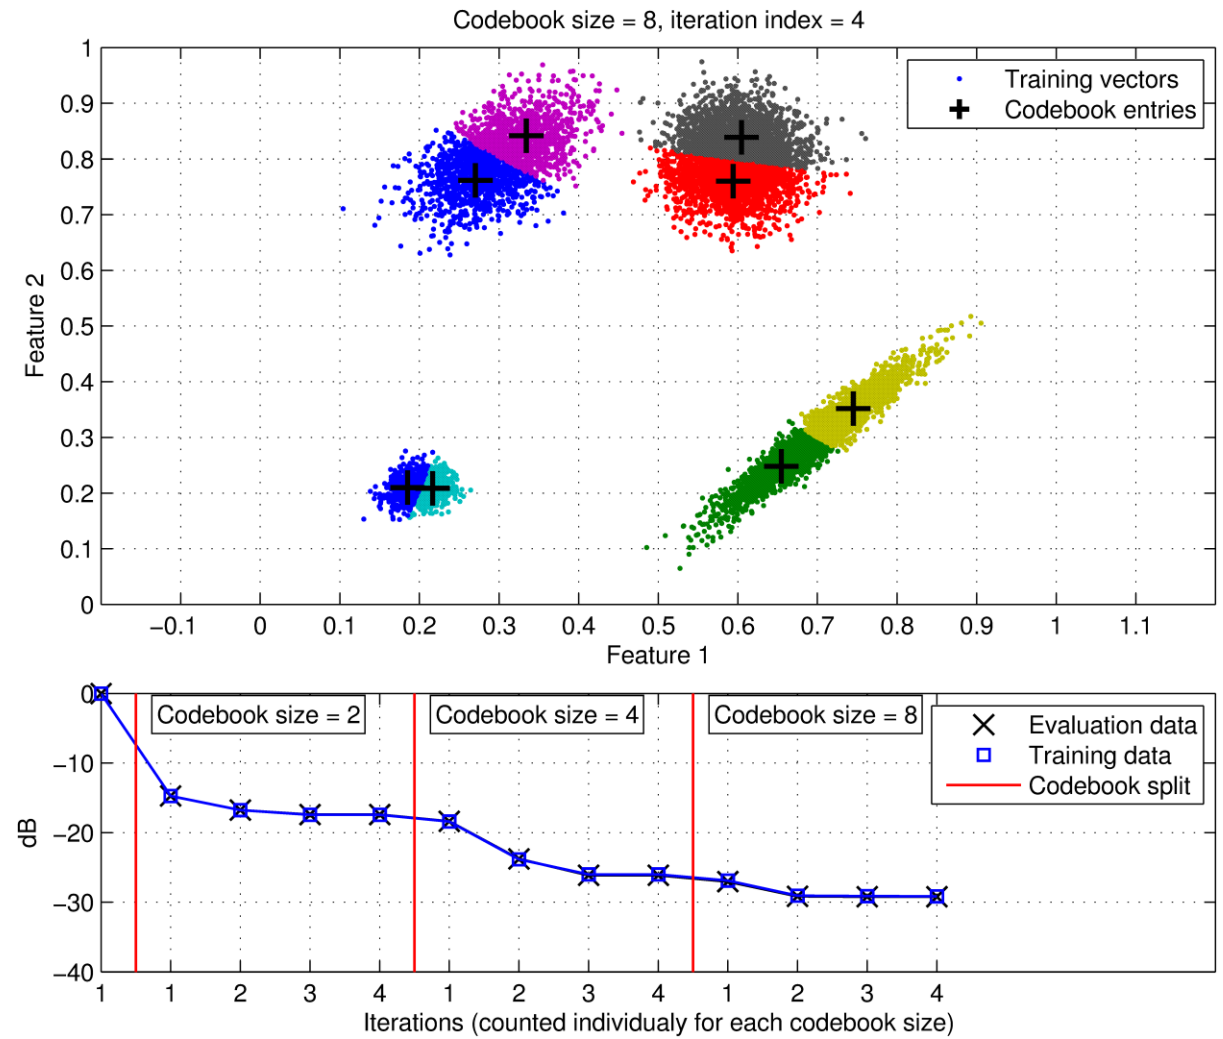 Codebook size = 8, iteration index = 4
1
0.9
0.8
0.7
0.6
0.5
0.4
0.3
0.2
0.1
0
Feature 2
Training vectors
Codebook entries
−0.1 0 0.1 0.2 0.3 0.4 0.5 0.6 0.7 0.8 0.9 1 1.1
Feature 1
0
−10
−20
−30
−40
dB
Codebook size = 2
Codebook size = 4
Codebook size = 8
Evaluation data
Training data
Codebook split
1 1 2 3 4 1 2 3 4 1 2 3 4
Iterations (counted individualy for each codebook size)